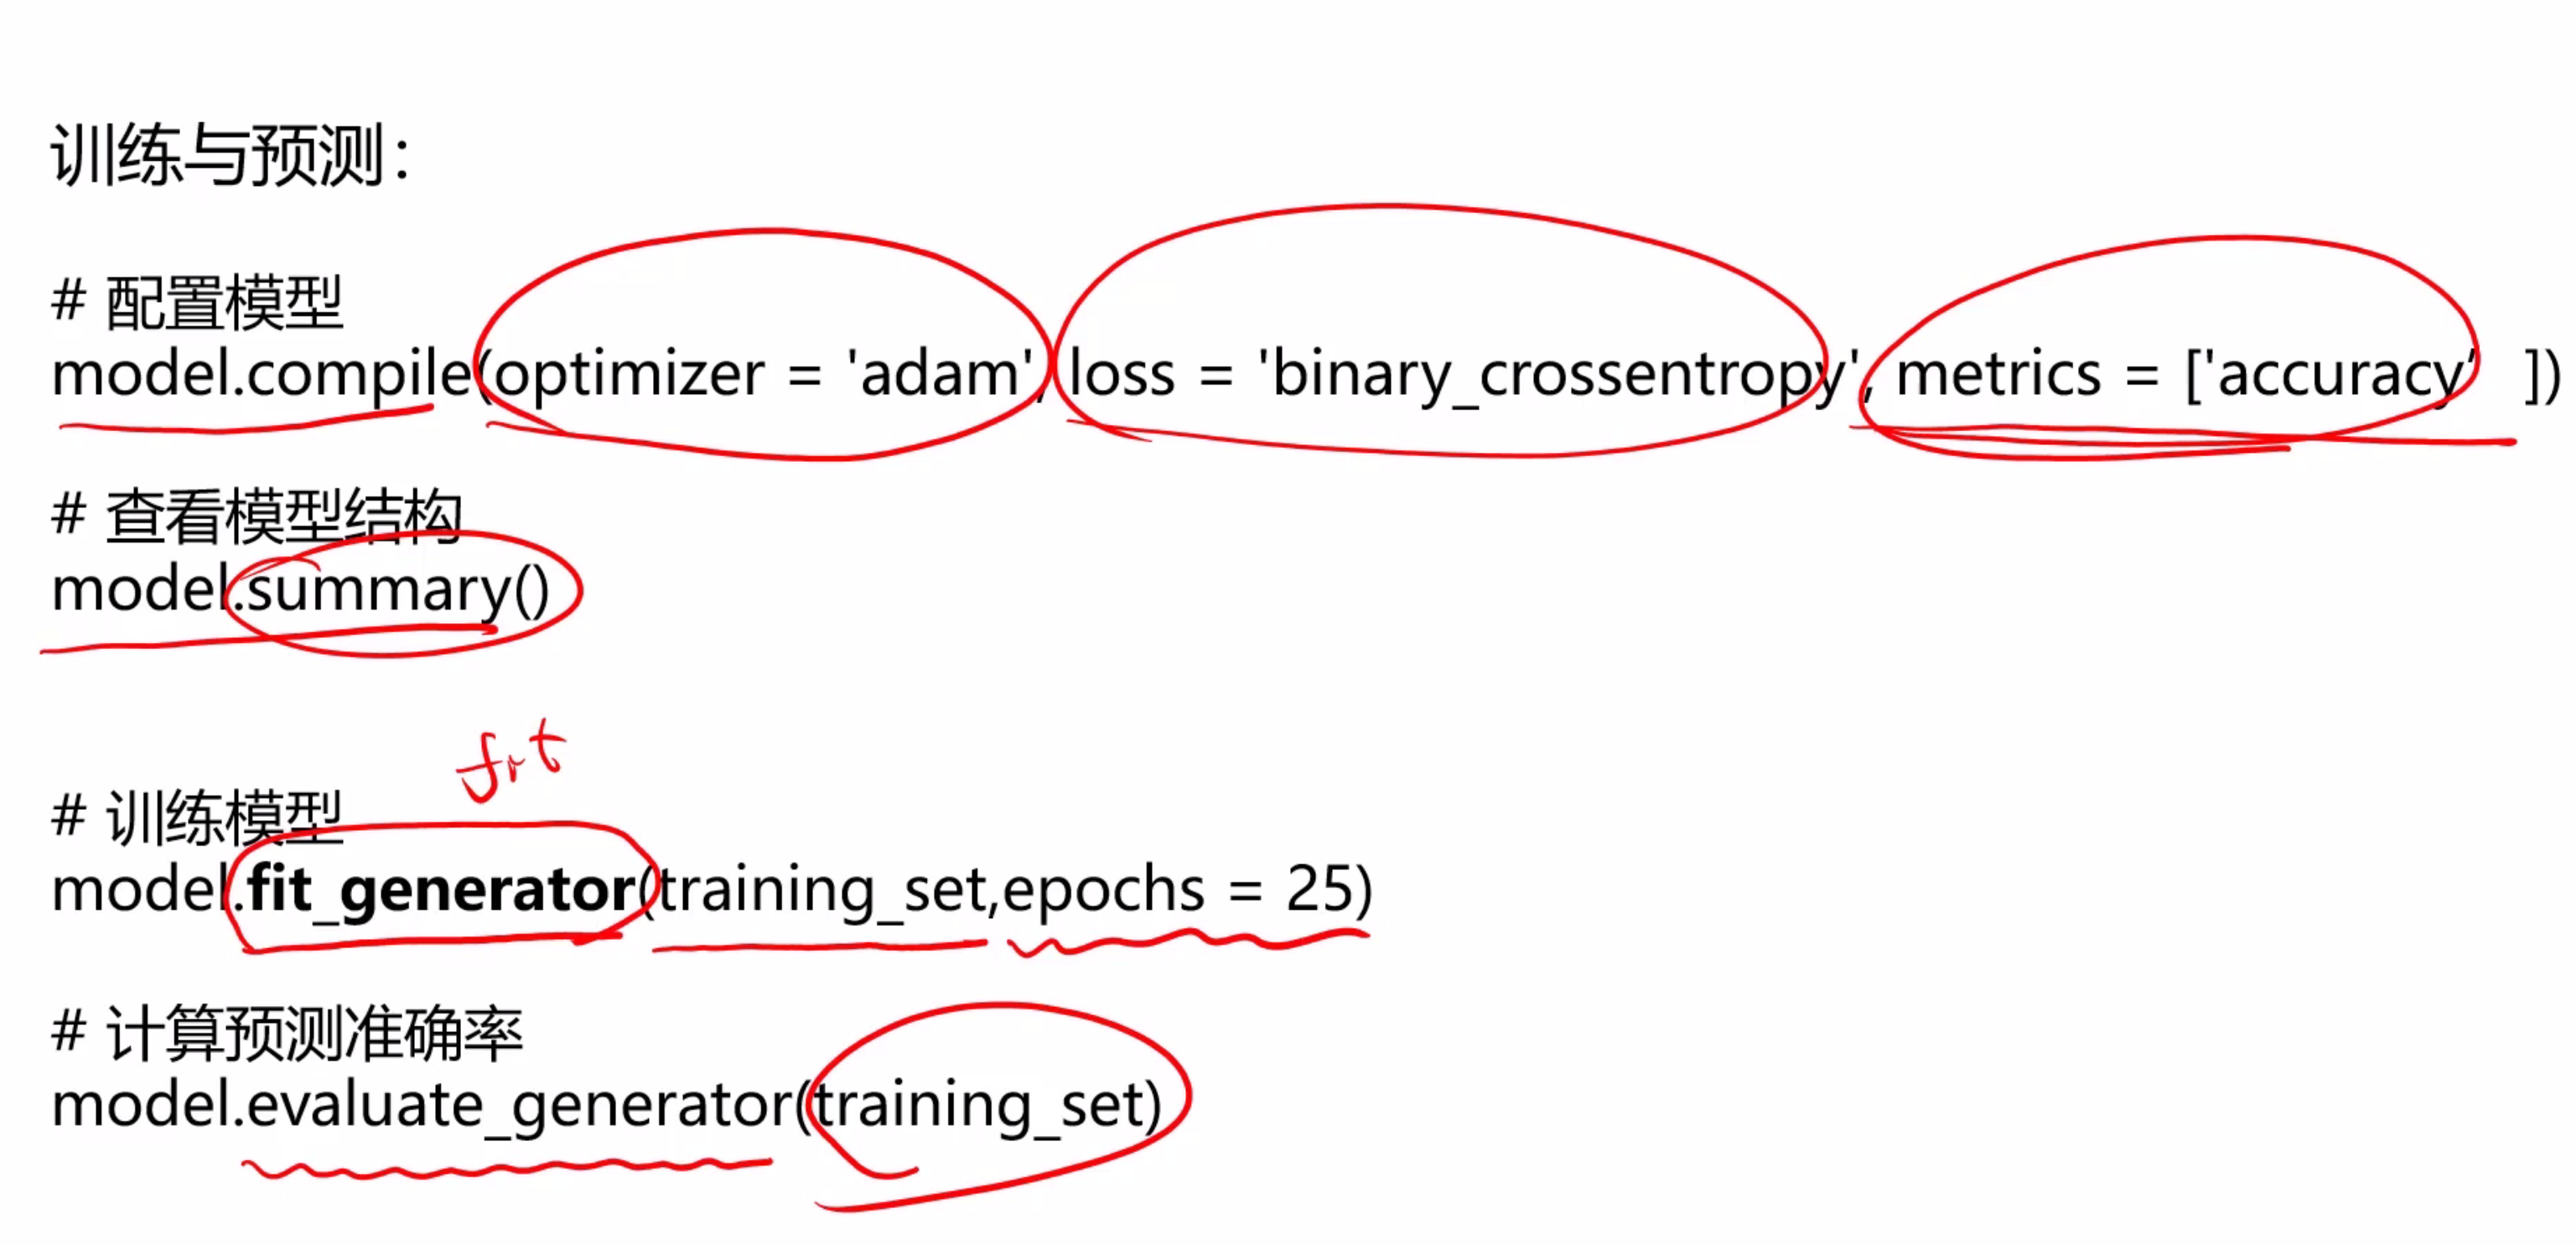 训练与预测：
# 配置模型
model.compile(optimizer = 'adam', loss = 'binary_crossentropy', metrics = ['accuracy' ])
# 查看模型结构
model.summary()
fit
# 训练模型
model.fit_generator(training_set,epochs = 25)
# 计算预测准确率
model.evaluate_generator(training_set)